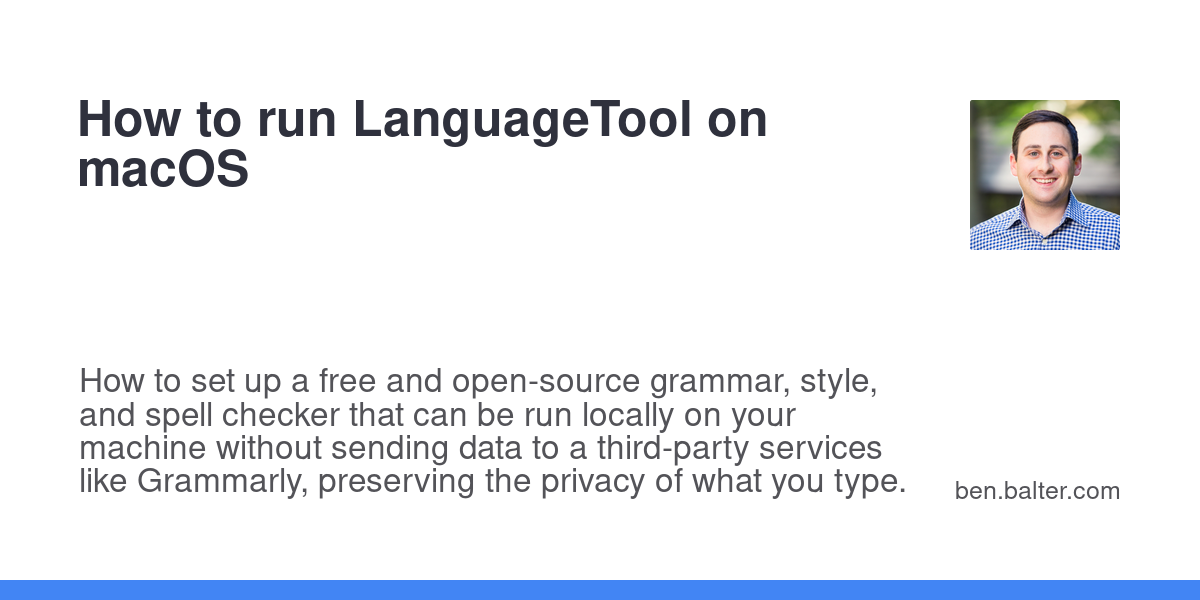 How to run LanguageTool on
macOS
How to set up a free and open-source grammar, style,
and spell checker that can be run locally on your
machine without sending data to a third-party services
like Grammarly, preserving the privacy of what you type.
ben.balter.com